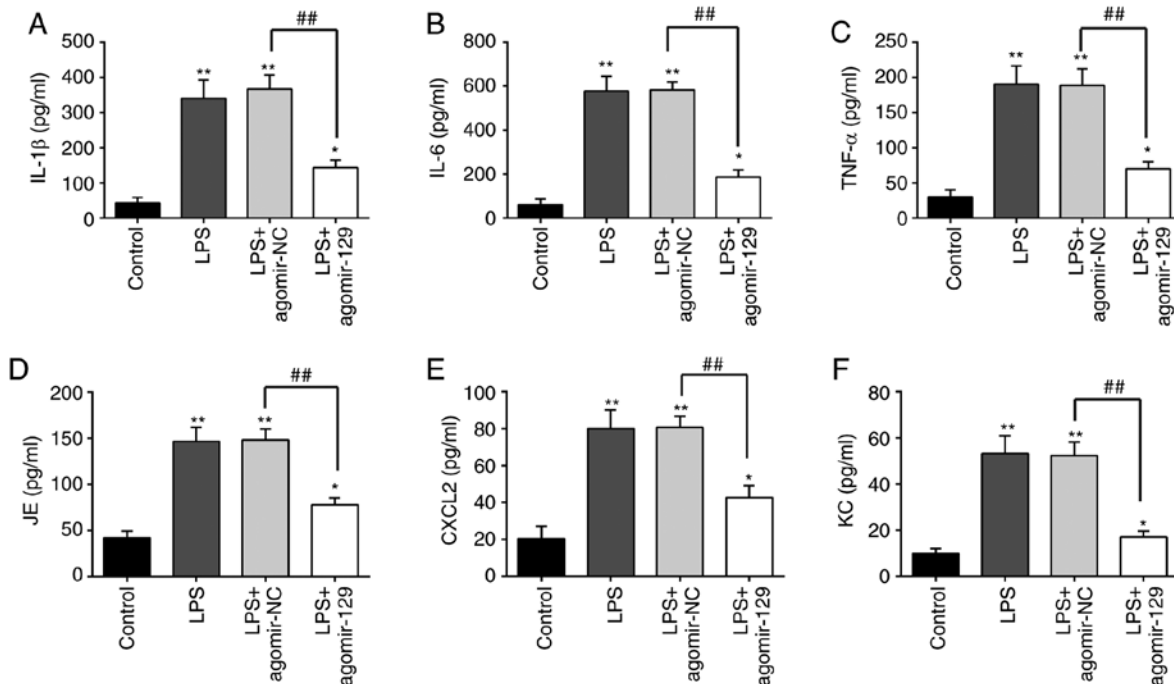 A
##
500
400
300
200
100
0
IL-1β (pg/ml)
**
**
*
Control
LPS
LPS+
agomir-NC
LPS+
agomir-129
B
##
800
600
400
200
0
IL-6 (pg/ml)
**
**
*
Control
LPS
LPS+
agomir-NC
LPS+
agomir-129
C
##
250
200
150
100
50
0
TNF-α (pg/ml)
**
**
*
Control
LPS
LPS+
agomir-NC
LPS+
agomir-129
D
##
200
150
100
50
0
JE (pg/ml)
**
**
*
Control
LPS
LPS+
agomir-NC
LPS+
agomir-129
E
##
100
80
60
40
20
0
CXCL2 (pg/ml)
**
**
*
Control
LPS
LPS+
agomir-NC
LPS+
agomir-129
F
##
80
60
40
20
0
KC (pg/ml)
**
**
*
Control
LPS
LPS+
agomir-NC
LPS+
agomir-129